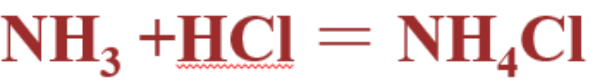 NH₃ +HCl = NH₄Cl